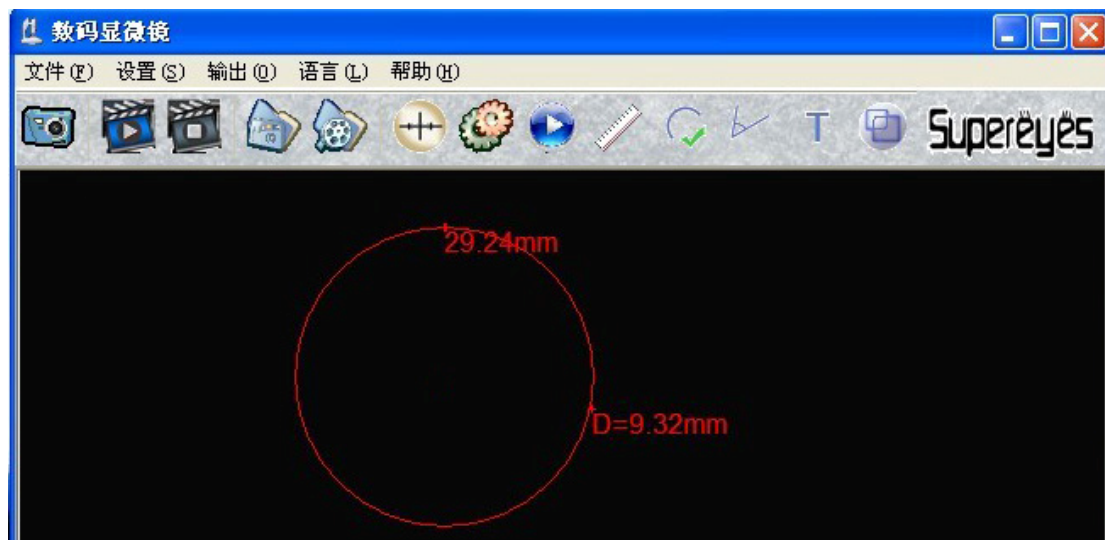 数码显微镜
文件(F) 设置(S) 输出(O) 语言(L) 帮助(H)
T Supereyës
29.24mm
D=9.32mm